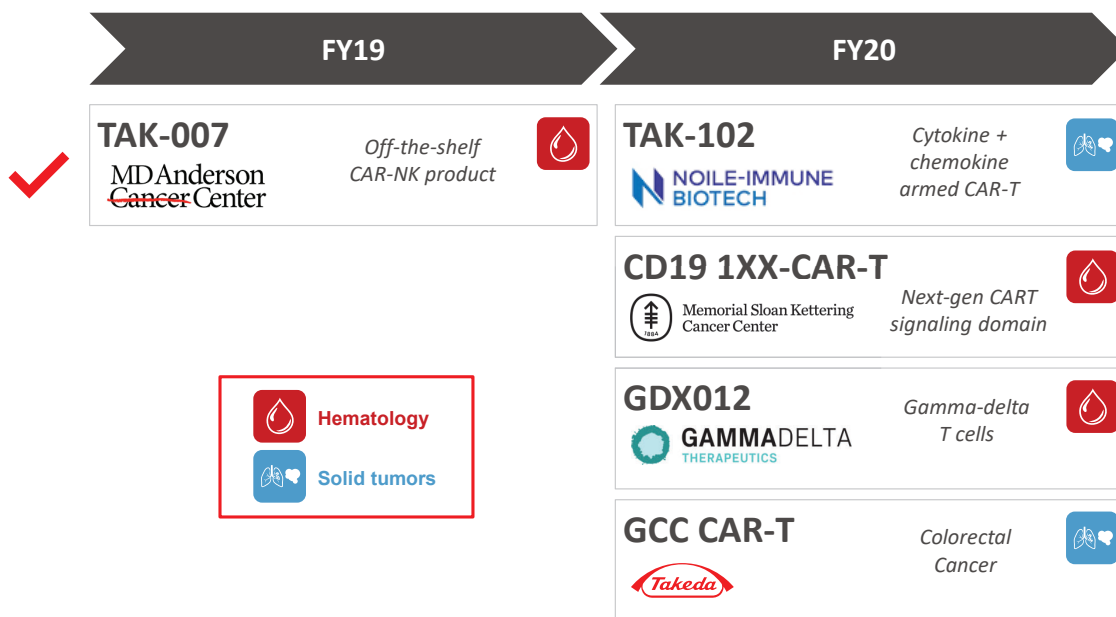 FY19
FY20
TAK-007
Off-the-shelf
CAR-NK product
MDAnderson
Cancer Center
TAK-102
Cytokine +
chemokine
armed CAR-T
NOILE-IMMUNE
BIOTECH
CD19 1XX-CAR-T
Memorial Sloan Kettering
Cancer Center
1884
Next-gen CART
signaling domain
Hematology
Solid tumors
GDX012
GAMMADELTA
THERAPEUTICS
Gamma-delta
T cells
GCC CAR-T
Takeda
Colorectal
Cancer